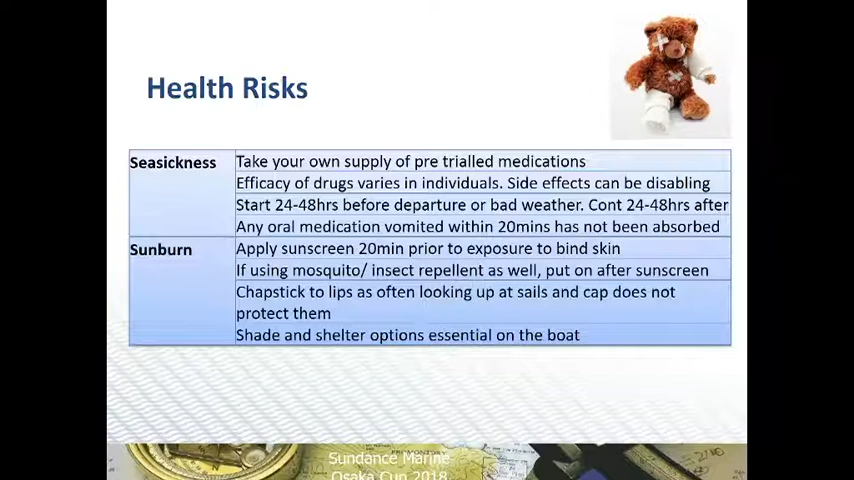 Health Risks
Seasickness
Take your own supply of pre trialled medications
Efficacy of drugs varies in individuals. Side effects can be disabling
Start 24-48hrs before departure or bad weather. Cont 24-48hrs after
Any oral medication vomited within 20mins has not been absorbed
Sunburn
Apply sunscreen 20min prior to exposure to bind skin
If using mosquito/ insect repellent as well, put on after sunscreen
Chapstick to lips as often looking up at sails and cap does not
protect them
Shade and shelter options essential on the boat
Sundance Marine
Osaka Cup 2018